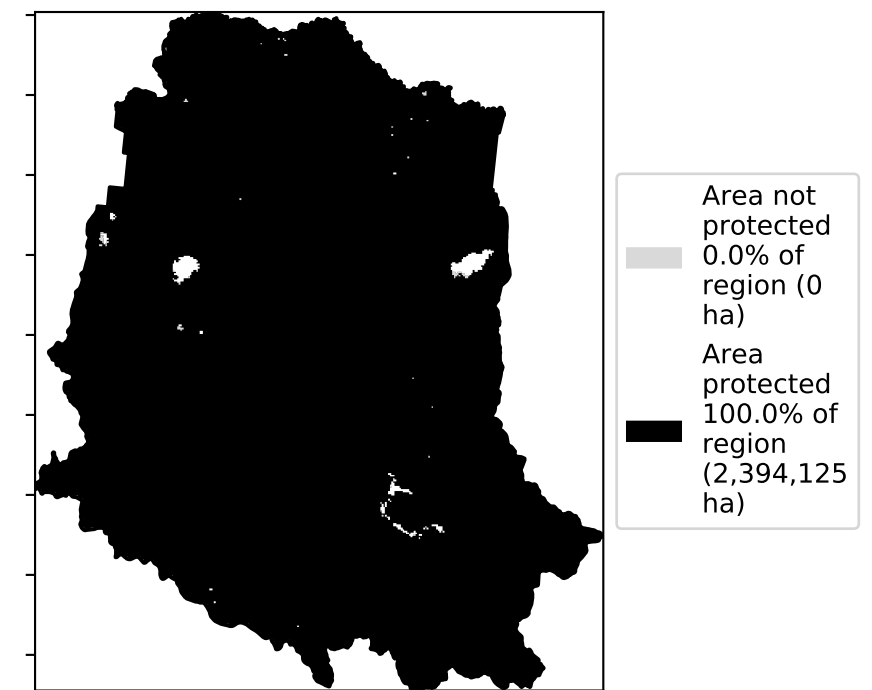 Area not
protected
0.0% of
region (0
ha)
Area
protected
100.0% of
region
(2,394,125
ha)